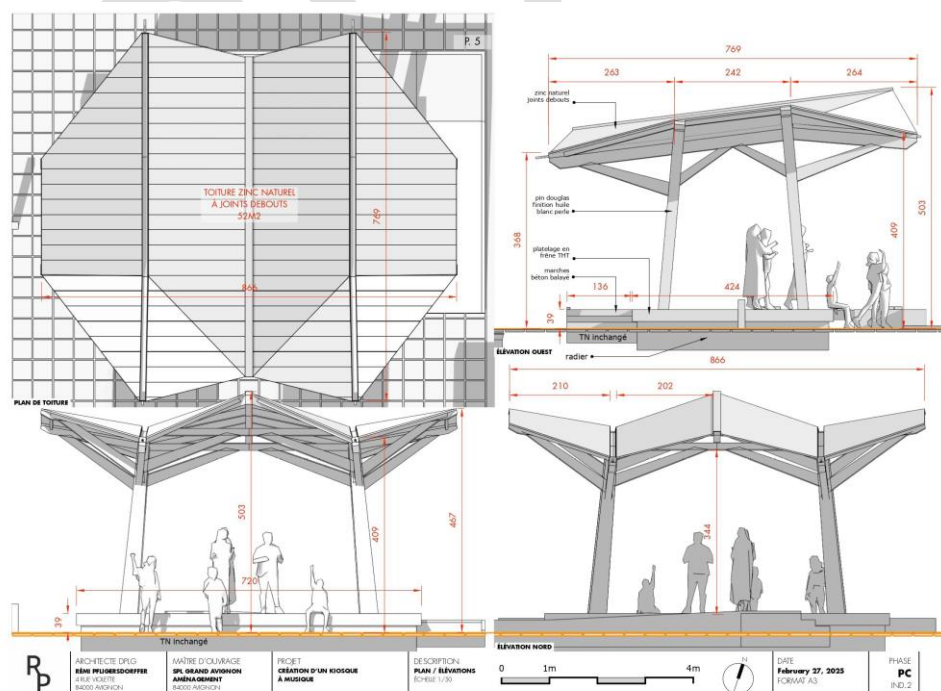 P. 5
TOITURE ZINC NATUREL
À JOINTS DEBOUTS
52M2
769
866
PLAN DE TOITURE
769
263
242
264
zinc naturel
joints debouts
pin douglas
finition huile
blanc perle
platelage en
frêne THT
marches
béton balayé
368
503
409
136
424
39
TN inchangé
radier
ÉLÉVATION OUEST
503
409
467
720
39
TN inchangé
866
210
202
344
ÉLÉVATION NORD
RP
ARCHITECTE DPLG
RÉMI PFLIGERSDORFFER
4 RUE VIOLETTE
84000 AVIGNON
MAÎTRE D'OUVRAGE
SPL GRAND AVIGNON
AMÉNAGEMENT
84000 AVIGNON
PROJET
CRÉATION D'UN KIOSQUE
À MUSIQUE
DESCRIPTION
PLAN / ÉLÉVATIONS
ÉCHELLE 1/50
0 1m 4m
N
DATE
February 27, 2025
FORMAT A3
PHASE
PC
IND.2